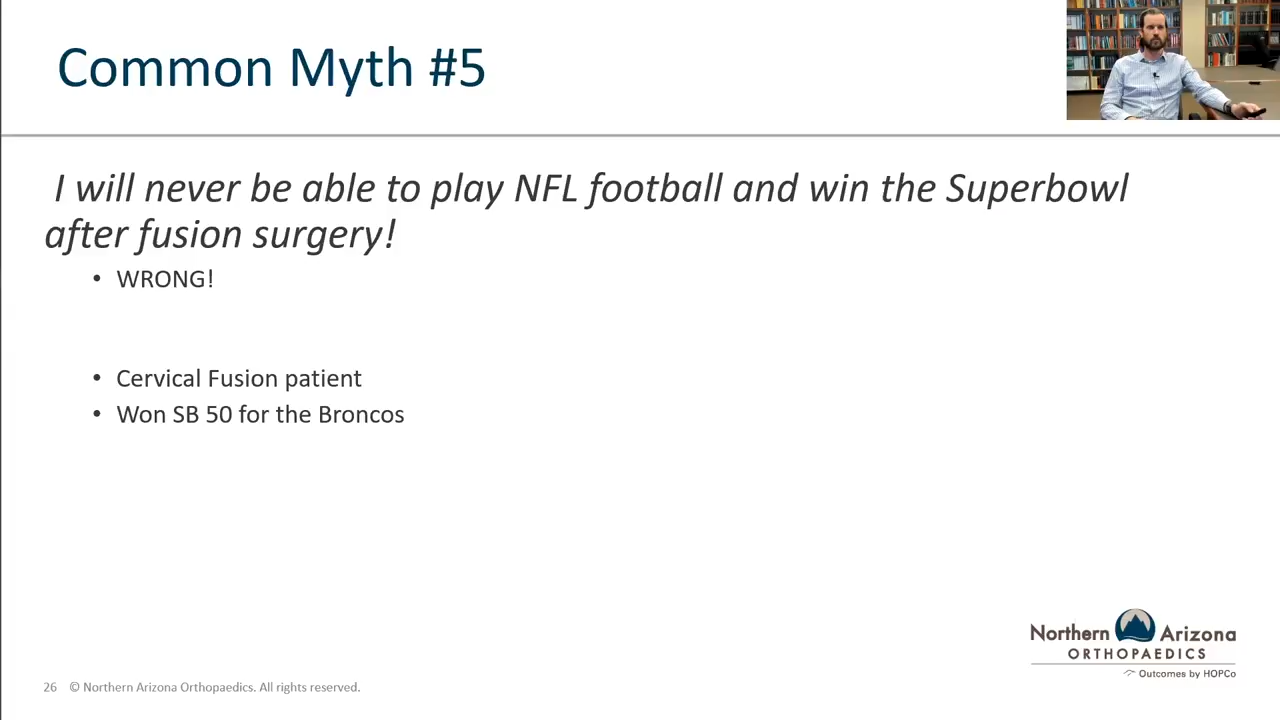 Common Myth #5
I will never be able to play NFL football and win the Superbowl
after fusion surgery!
• WRONG!
• Cervical Fusion patient
• Won SB 50 for the Broncos
Northern Arizona
ORTHOPAEDICS
Outcomes by HOPCo
26 © Northern Arizona Orthopaedics. All rights reserved.